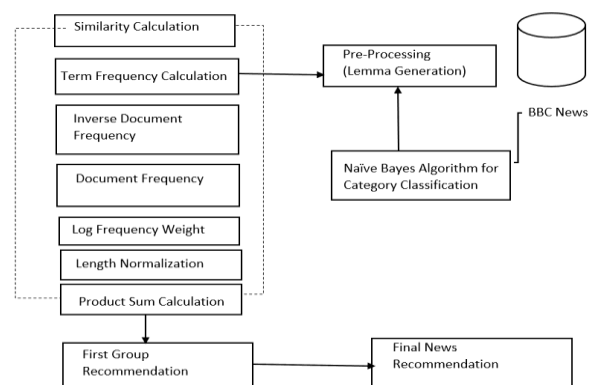 Similarity Calculation
Term Frequency Calculation
Inverse Document
Frequency
Document Frequency
Log Frequency Weight
Length Normalization
Product Sum Calculation
First Group
Recommendation
Pre-Processing
(Lemma Generation)
BBC News
Naïve Bayes Algorithm for
Category Classification
Final News
Recommendation